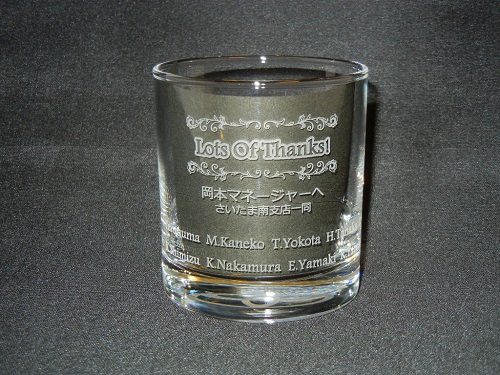 Lots Of Thanks!
岡本マネージャーへ
さいたま南支店一同
M.Kaneko T.Yokota
K.Nakamura E.Yamaki